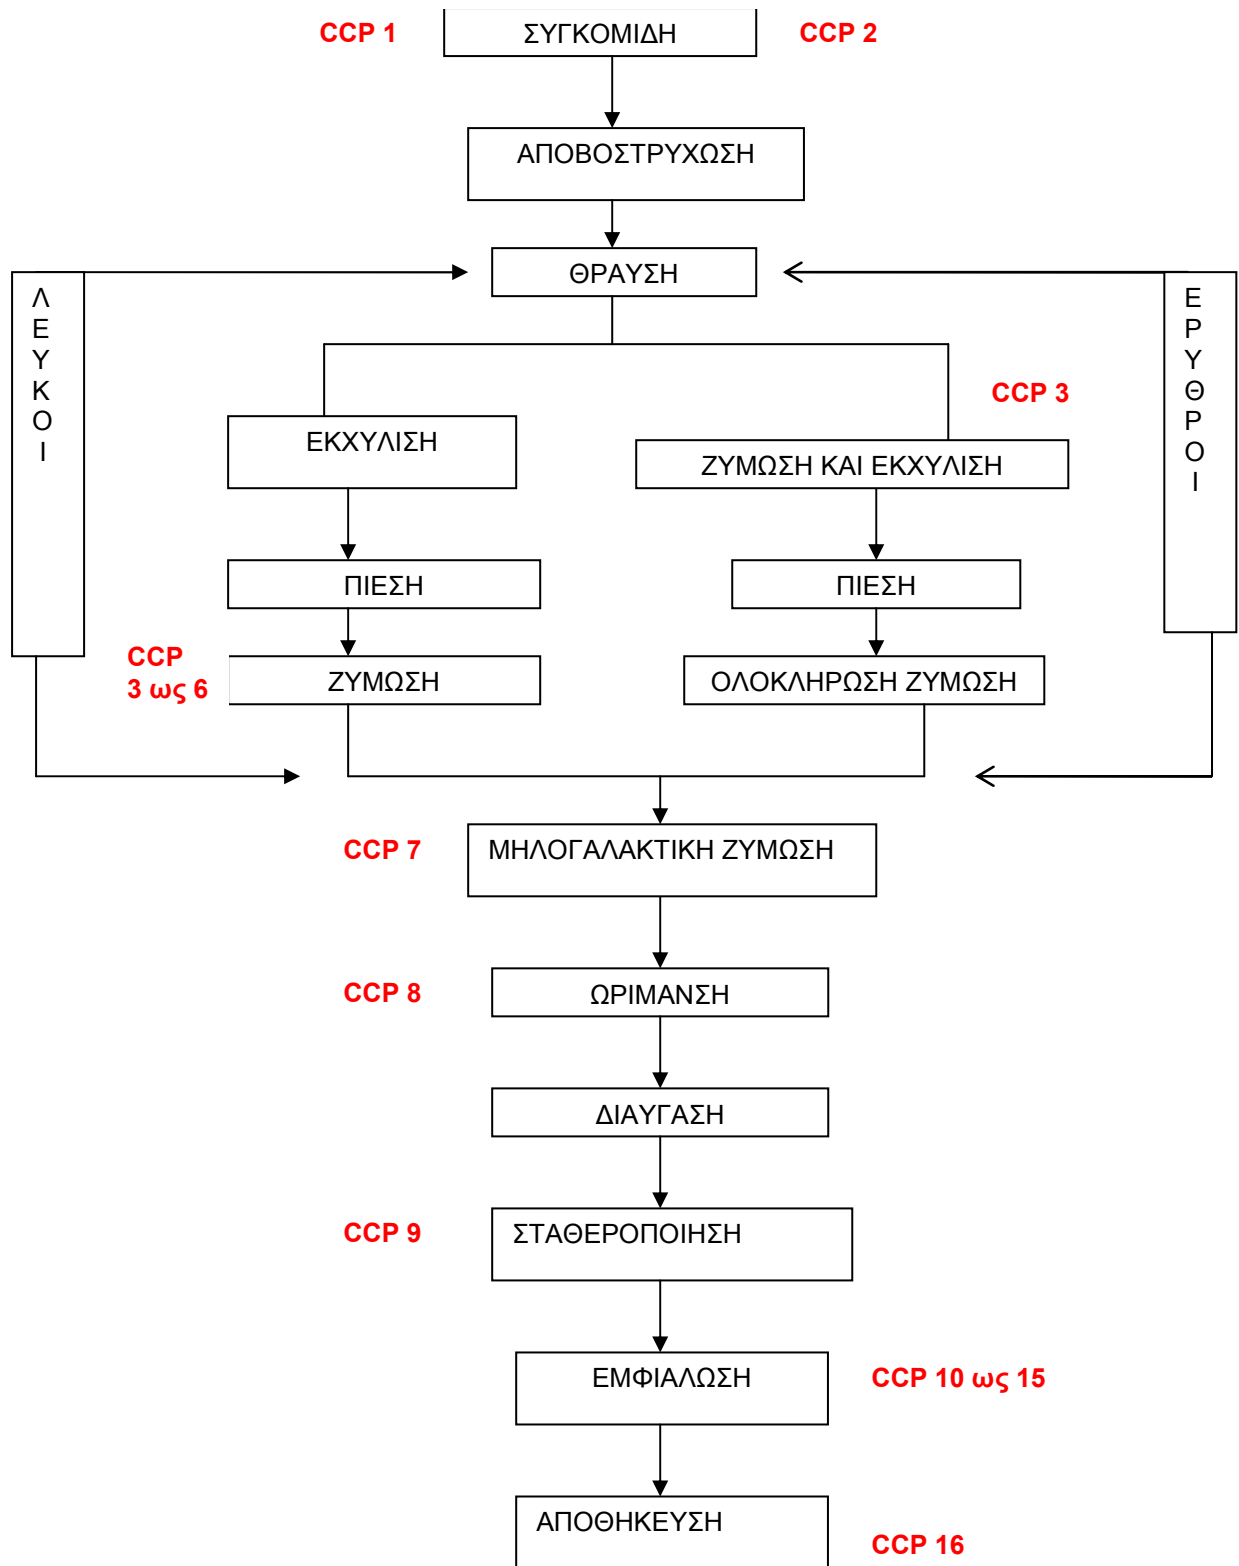 CCP 1
ΣΥΓΚΟΜΙΔΗ
CCP 2
ΑΠΟΒΟΣΤΡΥΧΩΣΗ
ΘΡΑΥΣΗ
Λ
Ε
Υ
Κ
Ο
Ι
Ε
Ρ
Υ
Θ
Ρ
Ο
Ι
CCP 3
ΕΚΧΥΛΙΣΗ
ΖΥΜΩΣΗ ΚΑΙ ΕΚΧΥΛΙΣΗ
ΠΙΕΣΗ
ΠΙΕΣΗ
CCP
3 ως 6
ΖΥΜΩΣΗ
ΟΛΟΚΛΗΡΩΣΗ ΖΥΜΩΣΗ
CCP 7
ΜΗΛΟΓΑΛΑΚΤΙΚΗ ΖΥΜΩΣΗ
CCP 8
ΩΡΙΜΑΝΣΗ
ΔΙΑΥΓΑΣΗ
CCP 9
ΣΤΑΘΕΡΟΠΟΙΗΣΗ
ΕΜΦΙΑΛΩΣΗ
CCP 10 ως 15
ΑΠΟΘΗΚΕΥΣΗ
CCP 16